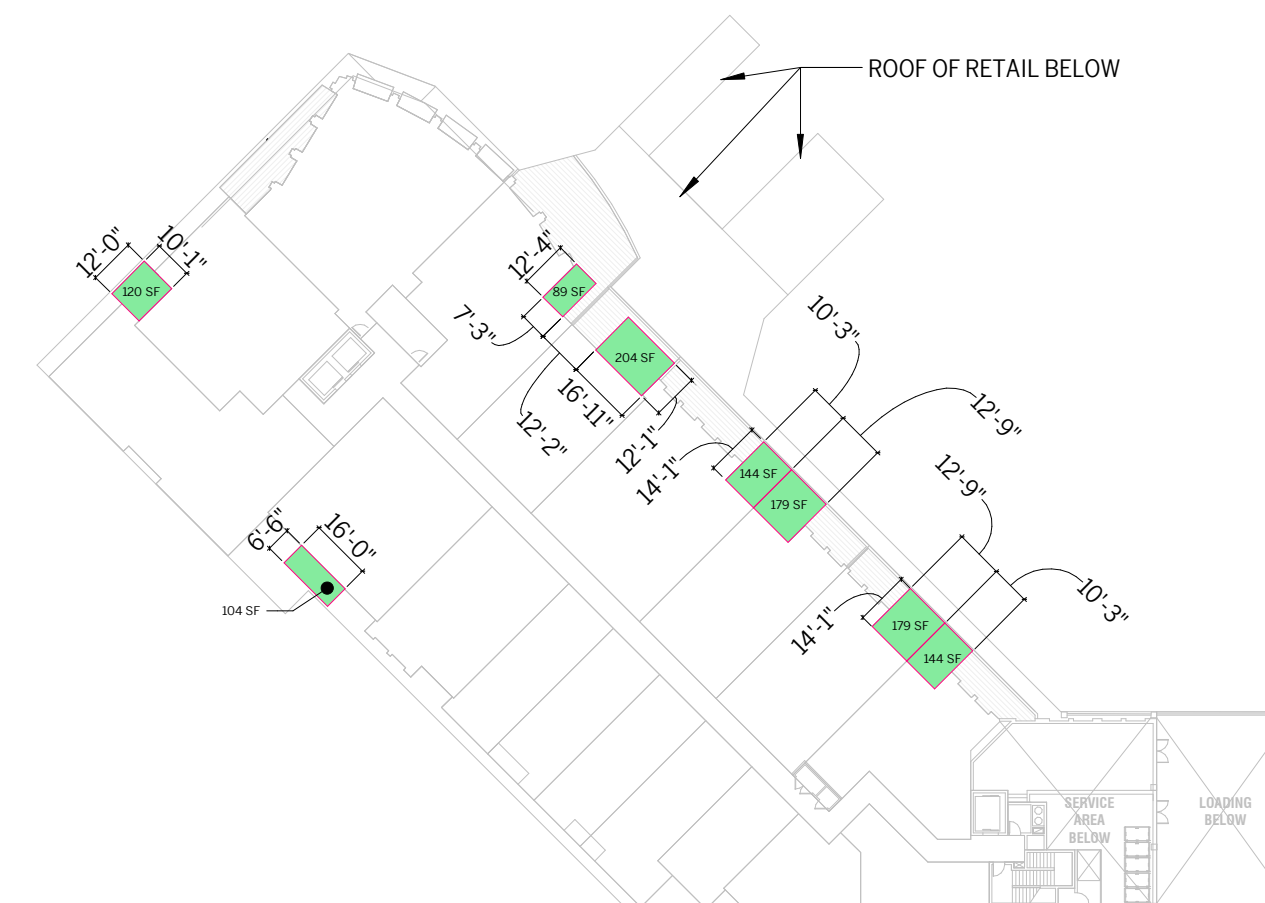 ROOF OF RETAIL BELOW
12'-0"
10'-1"
120 SF
12'-4"
89 SF
7'-3"
12'-2"
204 SF
16'-11"
12'-1"
10'-3"
12'-9"
14'-1"
144 SF
179 SF
12'-9"
10'-3"
14'-1"
179 SF
144 SF
6'-6"
16'-0"
104 SF
SERVICE
AREA
BELOW
LOADING
BELOW